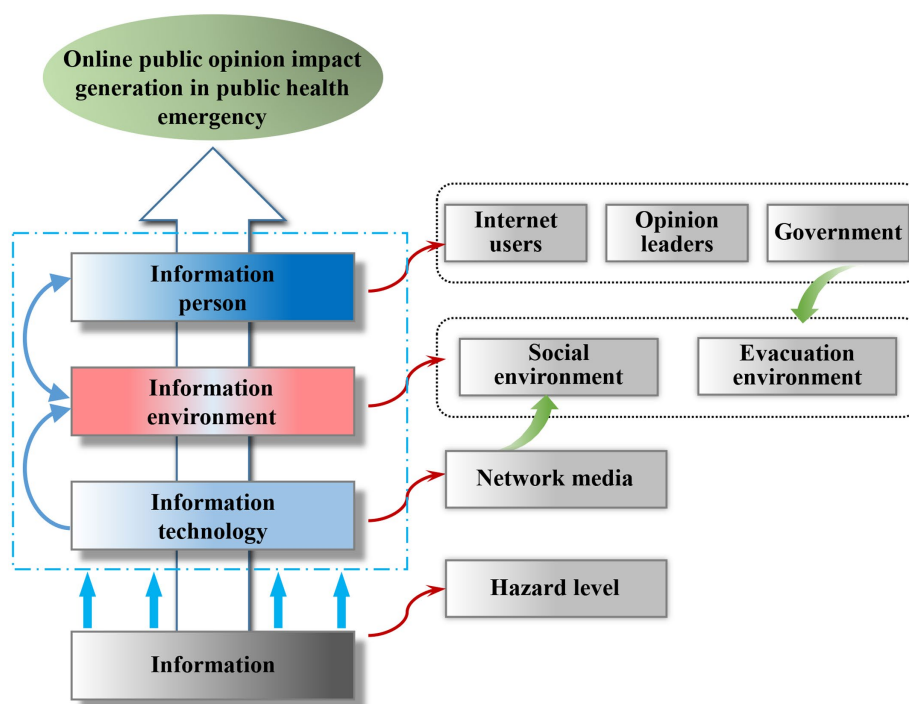 Online public opinion impact
generation in public health
emergency
Internet
users
Opinion
leaders
Government
Information
person
Social
environment
Evacuation
environment
Information
environment
Network media
Information
technology
Hazard level
Information